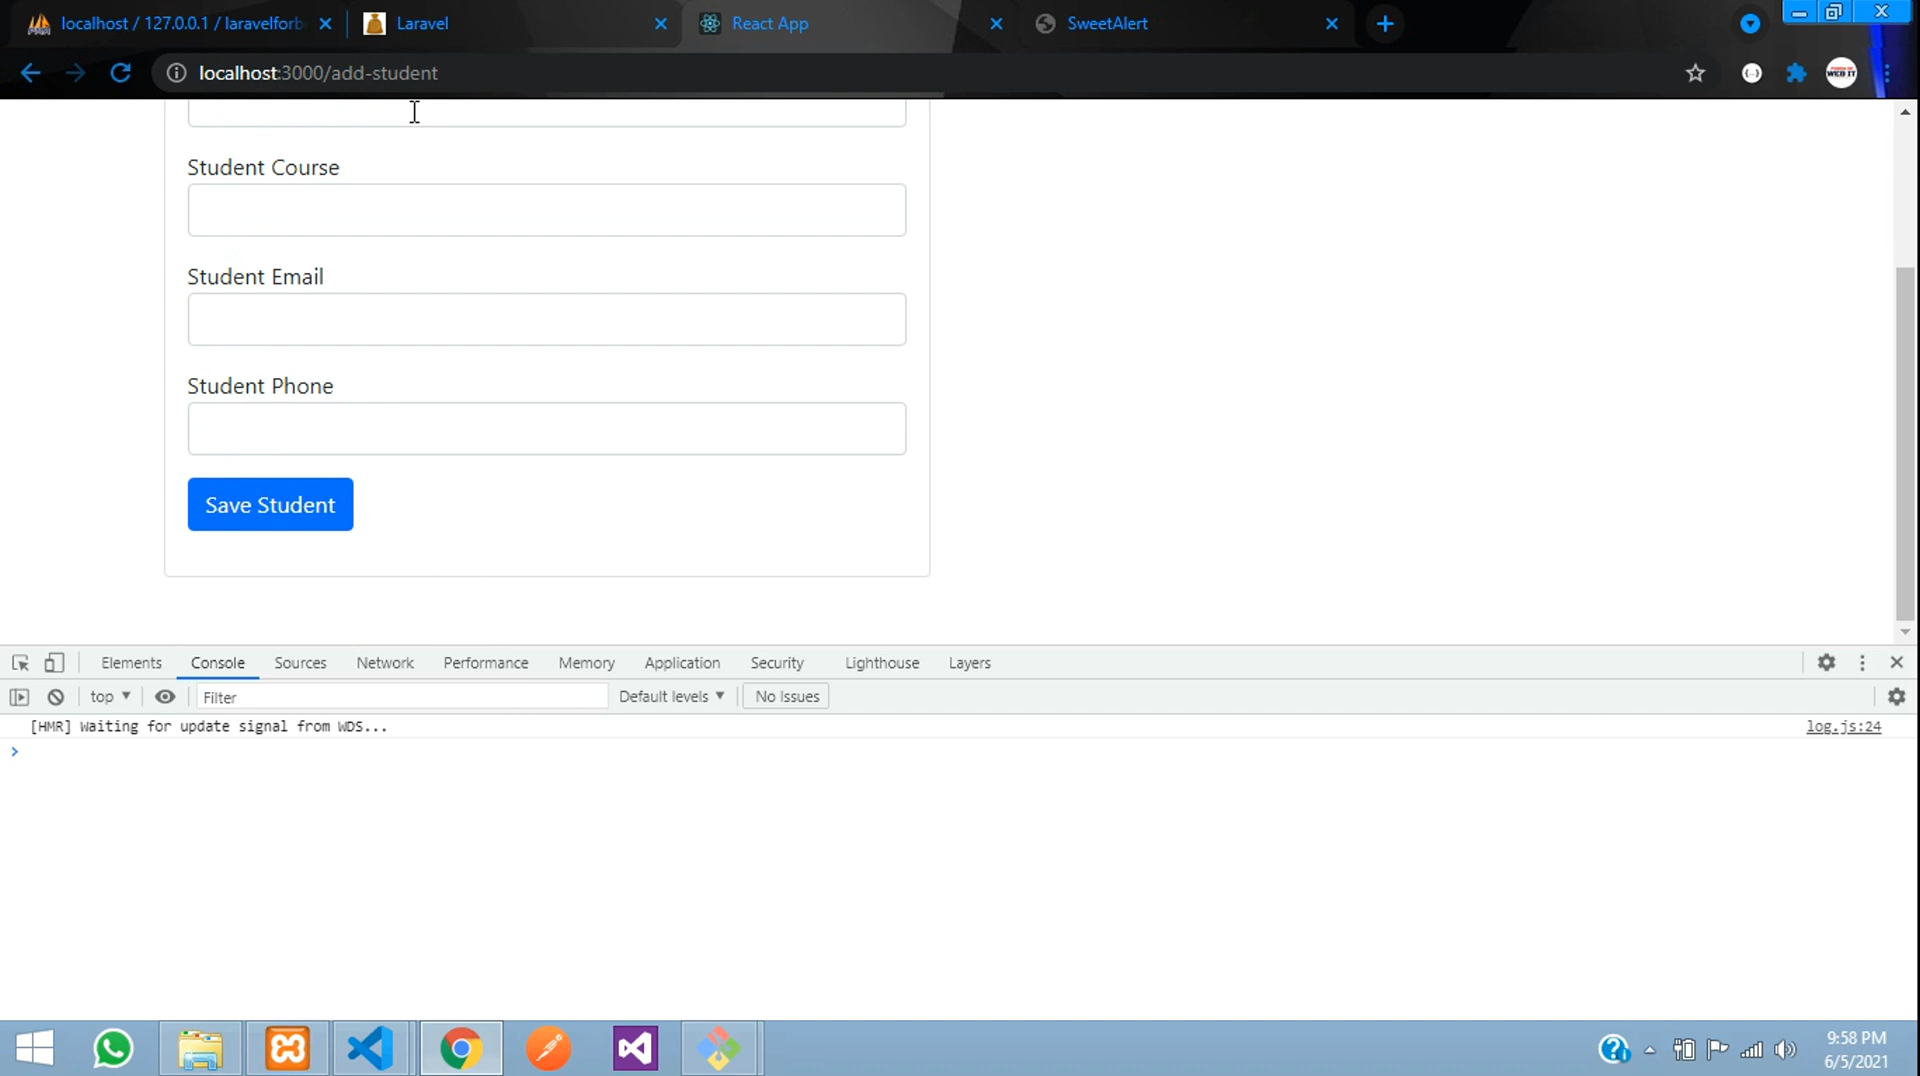 localhost / 127.0.0.1 / laravelforb
Laravel
React App
SweetAlert
localhost:3000/add-student
WEB IT
Student Course
Student Email
Student Phone
Save Student
Elements
Console
Sources
Network
Performance
Memory
Application
Security
Lighthouse
Layers
top
Filter
Default levels
No Issues
[HMR] Waiting for update signal from WDS...
log.js:24
9:58 PM
6/5/2021